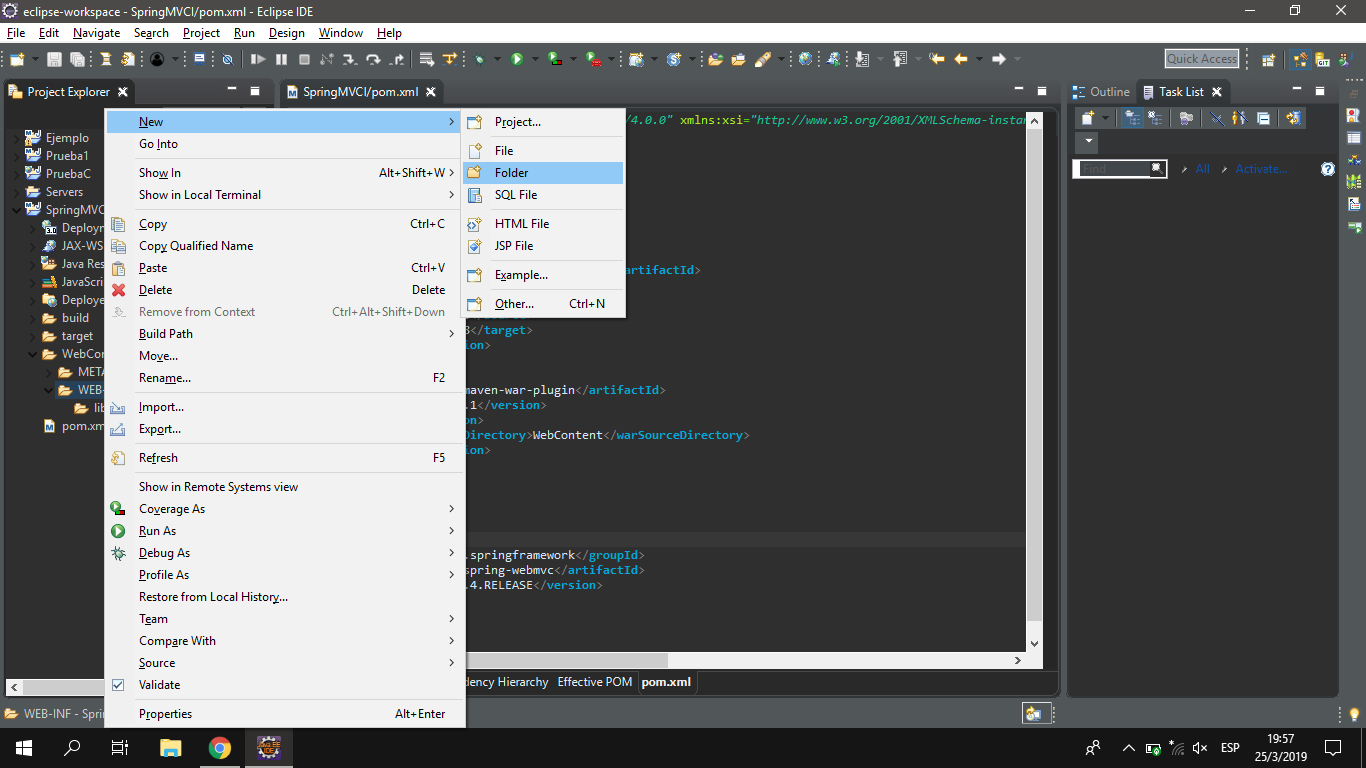 eclipse-workspace - SpringMVCI/pom.xml - Eclipse IDE
File Edit Navigate Search Project Run Design Window Help
Quick Access
Project Explorer
SpringMVCI/pom.xml
Outline
Task List
Find
All
Activate...
Ejemplo
Prueba1
PruebaC
Servers
SpringMVC
3.0 Deploym
JAX-WS
Java Res
JavaScri
Deploye
build
target
WebCon
META
WEB-
lib
pom.xm
New
Go Into
Show In Alt+Shift+W
Show in Local Terminal
Copy Ctrl+C
Copy Qualified Name
Paste Ctrl+V
Delete Delete
Remove from Context Ctrl+Alt+Shift+Down
Build Path
Move...
Rename... F2
Import...
Export...
Refresh F5
Show in Remote Systems view
Coverage As
Run As
Debug As
Profile As
Restore from Local History...
Team
Compare With
Source
Validate
Properties Alt+Enter
Project...
File
Folder
SQL File
HTML File
JSP File
Example...
Other... Ctrl+N
/4.0.0" xmlns:xsi="http://www.w3.org/2001/XMLSchema-instan
artifactId>
</target>
ion>
maven-war-plugin</artifactId>
.1</version>
on>
Directory>WebContent</warSourceDirectory>
ion>
.springframework</groupId>
spring-webmvc</artifactId>
.4.RELEASE</version>
dency Hierarchy Effective POM pom.xml
WEB-INF - Spri
JAVA EE IDE
ESP
19:57
25/3/2019